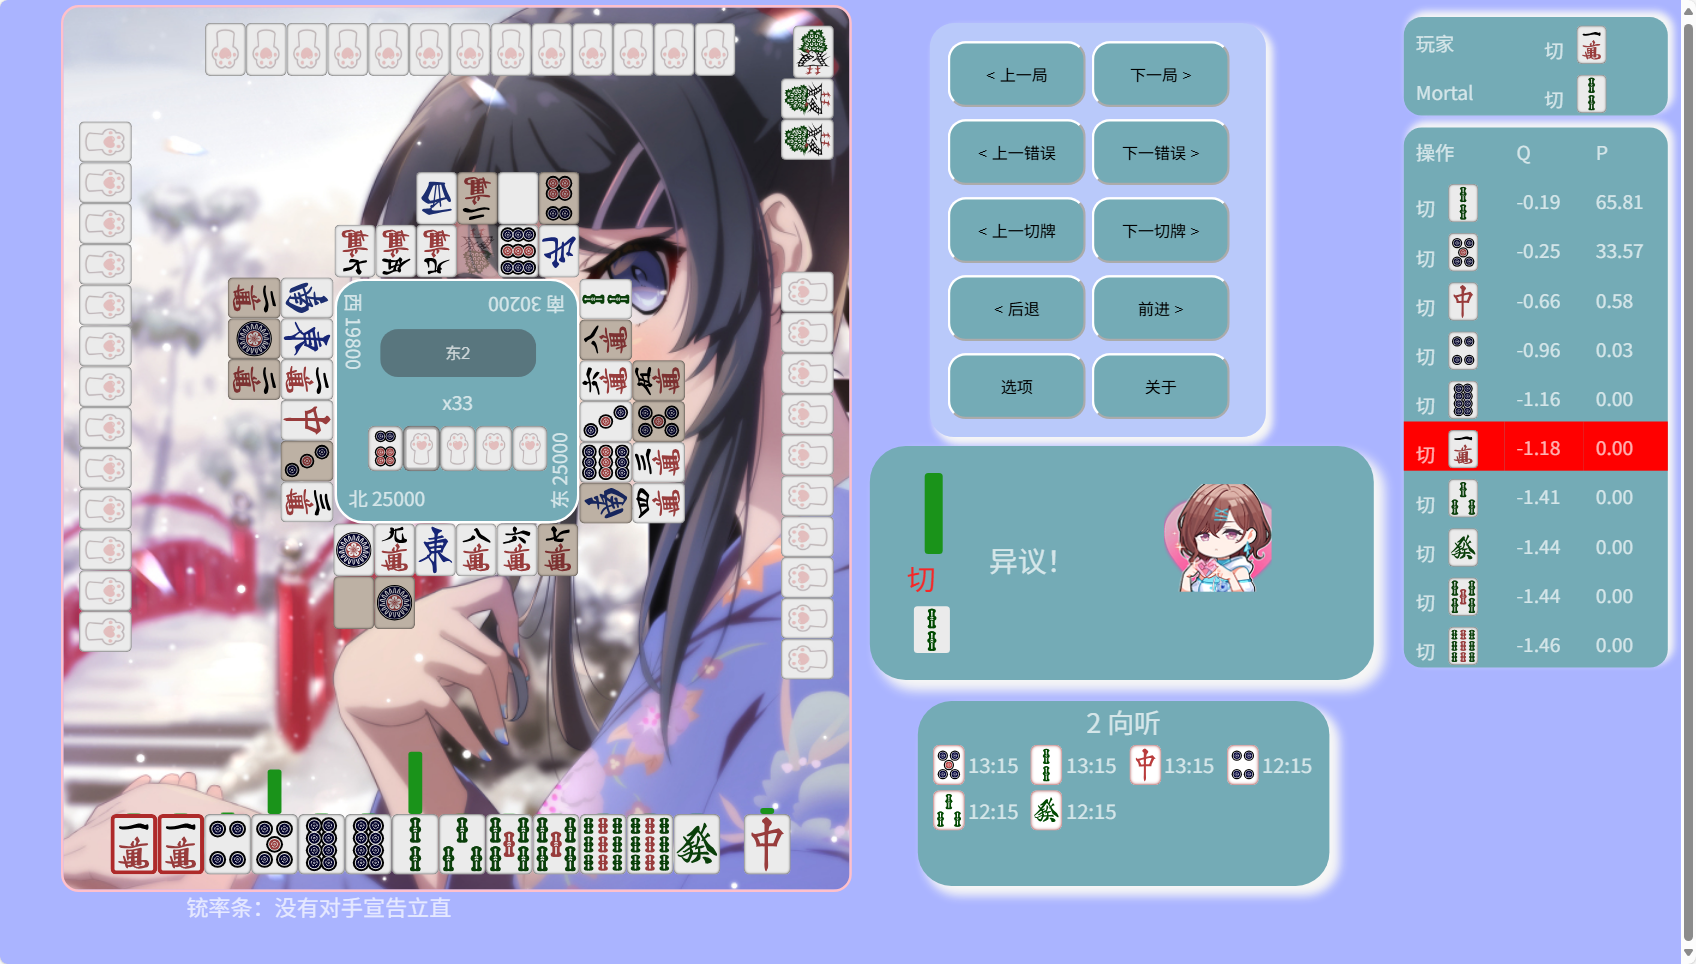 < 上一局
下一局 >
< 上一错误
下一错误 >
< 上一切牌
下一切牌 >
< 后退
前进 >
选项
关于
西 19800
南 30200
东2
x33
北 25000
东 25000
铳率条：没有对手宣告立直
切
异议！
2 向听
13:15
13:15
13:15
12:15
12:15
12:15
玩家 切
Mortal 切
操作 Q P
切 -0.19 65.81
切 -0.25 33.57
切 -0.66 0.58
切 -0.96 0.03
切 -1.16 0.00
切 -1.18 0.00
切 -1.41 0.00
切 -1.44 0.00
切 -1.44 0.00
切 -1.46 0.00